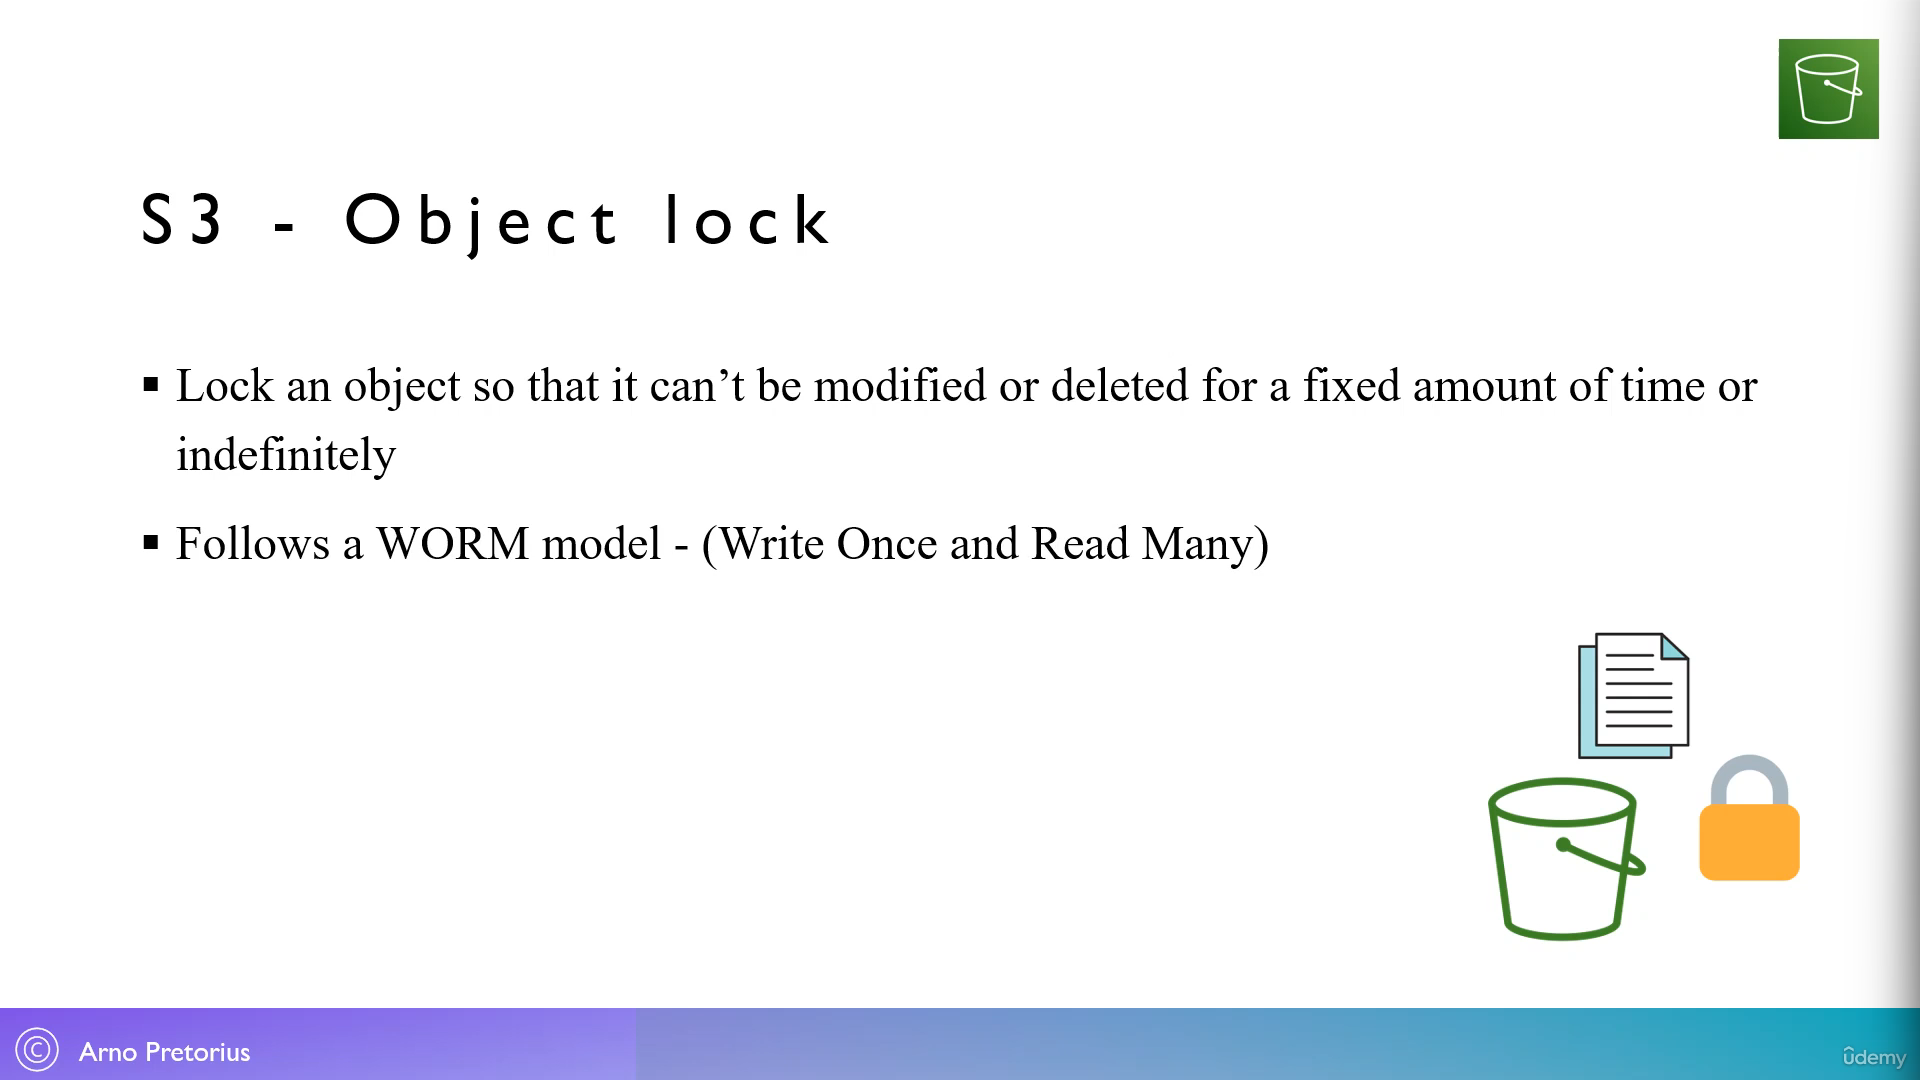 S3 - Object lock
▪ Lock an object so that it can’t be modified or deleted for a fixed amount of time or
indefinitely
▪ Follows a WORM model - (Write Once and Read Many)
© Arno Pretorius
ûdemy